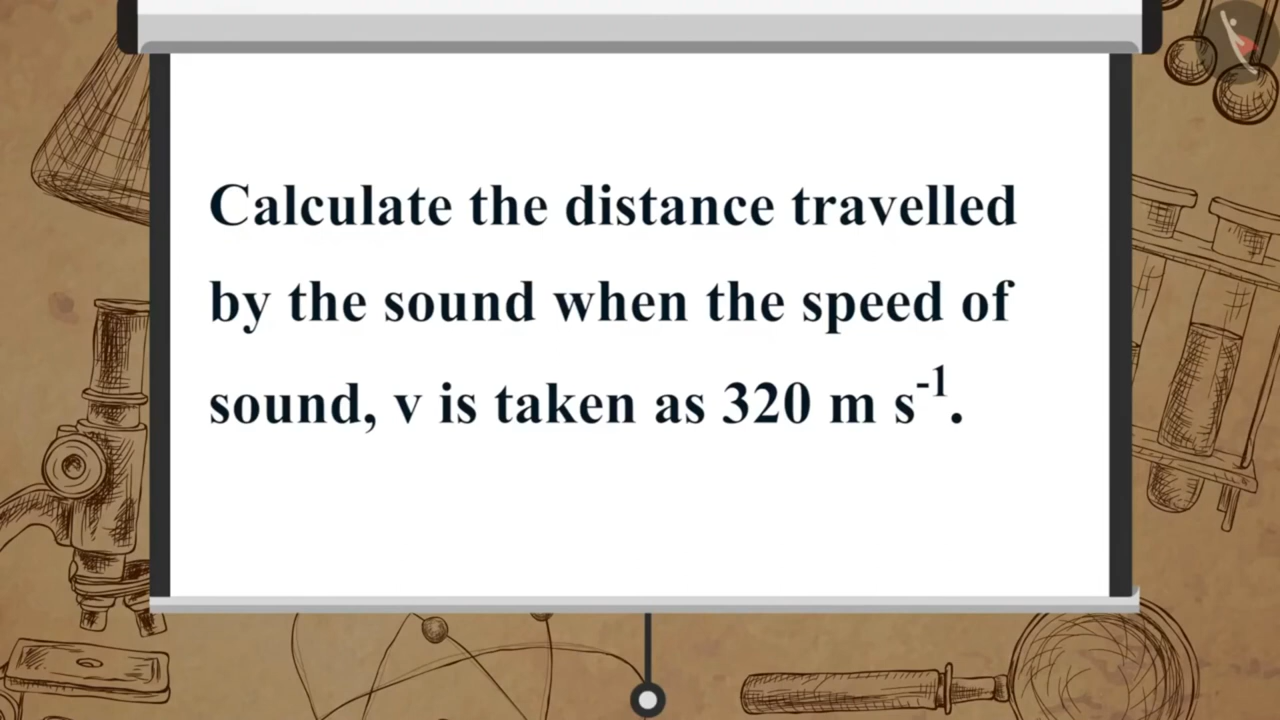 Calculate the distance travelled
by the sound when the speed of
sound, v is taken as 320 m s⁻¹.